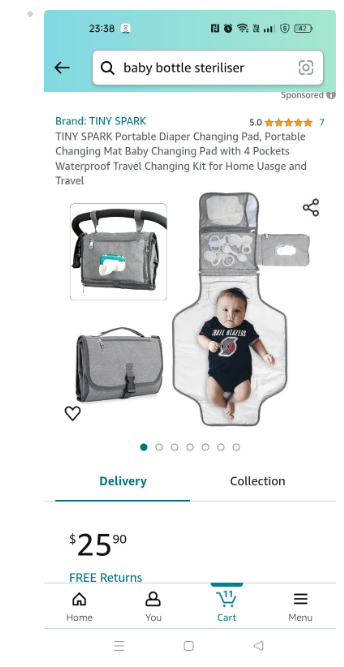 23:38
42
baby bottle steriliser
Sponsored
Brand: TINY SPARK
5.0 7
TINY SPARK Portable Diaper Changing Pad, Portable
Changing Mat Baby Changing Pad with 4 Pockets
Waterproof Travel Changing Kit for Home Uasge and
Travel
TRAIL BLAZERS
Delivery
Collection
$25 90
FREE Returns
11
Home
You
Cart
Menu